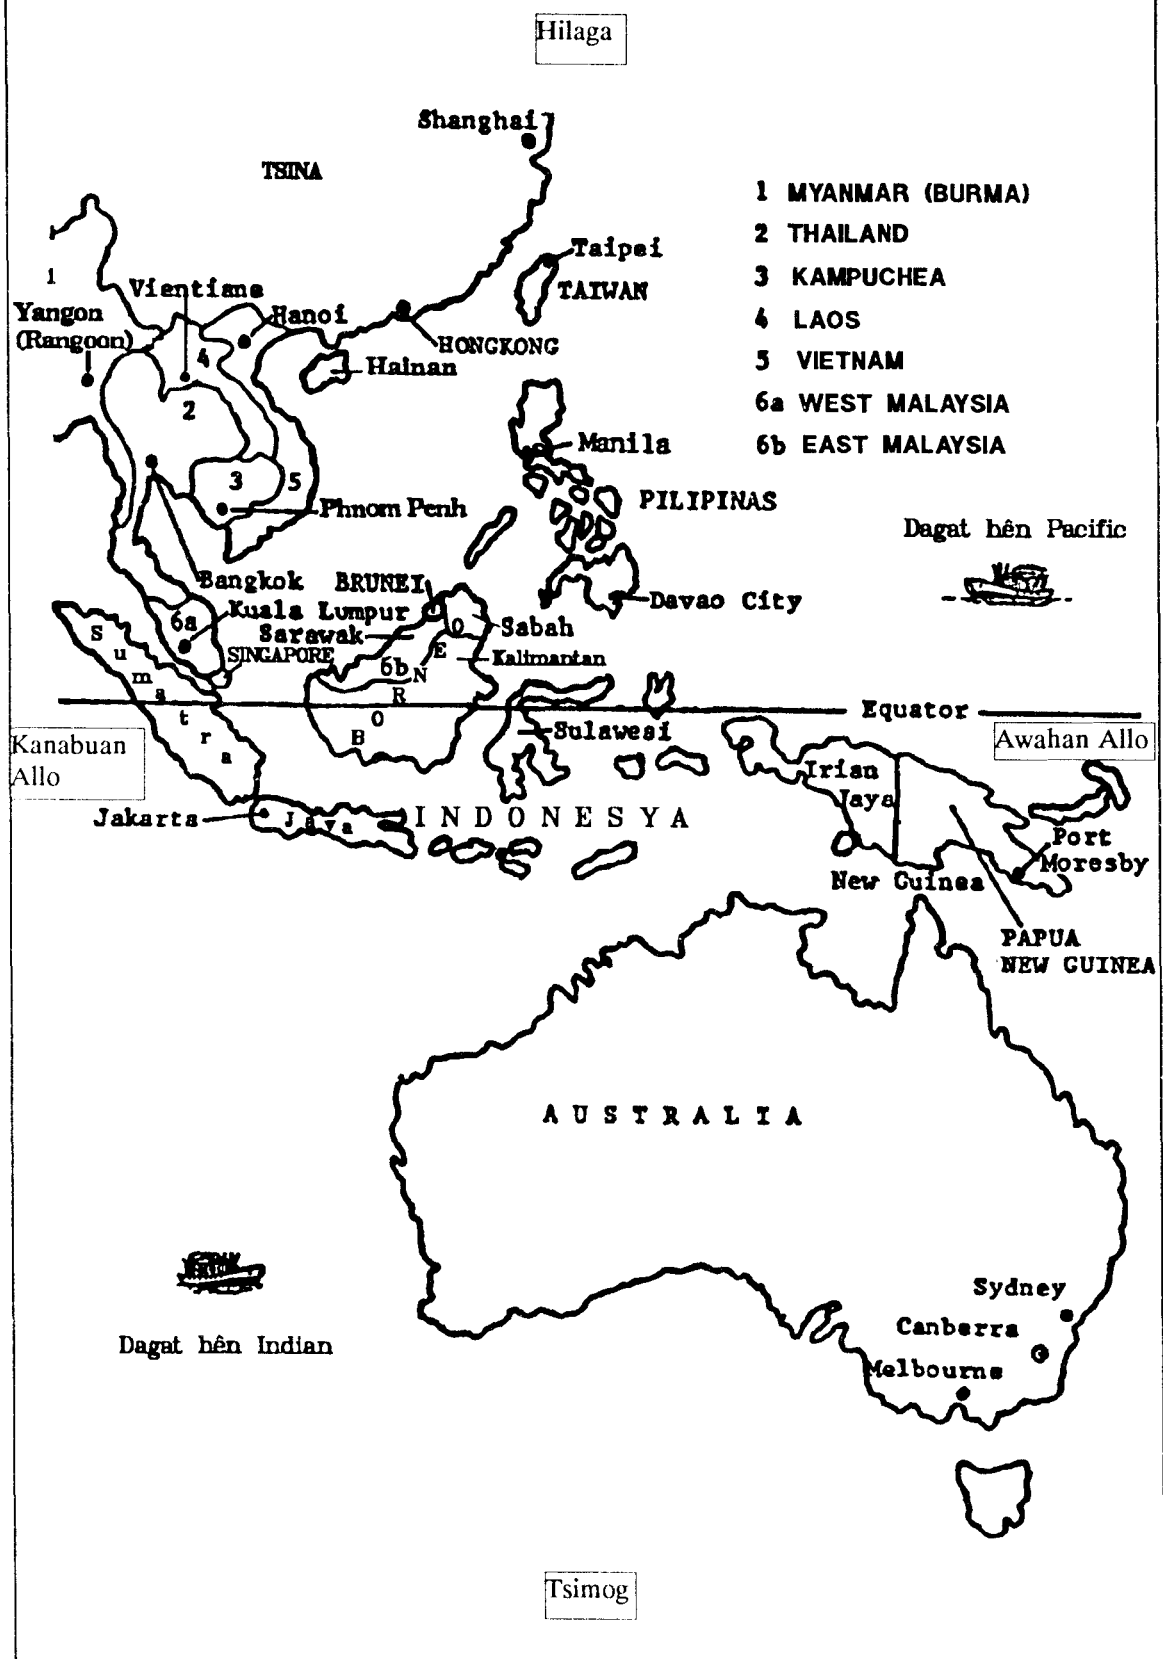 Hilaga
Shanghai
TSINA
1 MYANMAR (BURMA)
2 THAILAND
3 KAMPUCHEA
4 LAOS
5 VIETNAM
6a WEST MALAYSIA
6b EAST MALAYSIA
Taipei
TAIWAN
1
Vientiane
Yangon
(Rangoon)
Hanoi
HONGKONG
4
Hainan
2
Manila
3
5
PILIPINAS
Phnom Penh
Dagat hên Pacific
Bangkok
BRUNEI
Davao City
6a
Kuala Lumpur
Sarawak
Sabah
SINGAPORE
6b
Kalimantan
Sumatra
BORNEO
Equator
Sulawesi
Kanabuan
Allo
Awahan Allo
Irian
Jaya
Jakarta
Java
INDONESYA
Port
Moresby
New Guinea
PAPUA
NEW GUINEA
AUSTRALIA
Sydney
Canberra
Melbourne
Dagat hên Indian
Tsimog